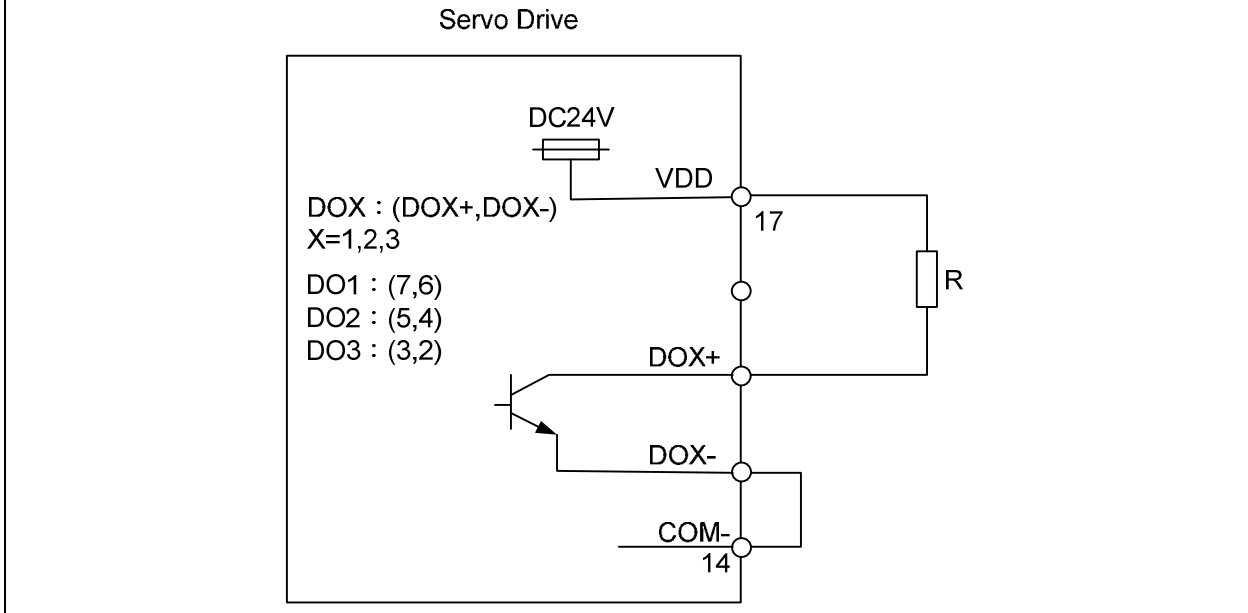 Servo Drive
DC24V
VDD
17
DOX : (DOX+,DOX-)
X=1,2,3
DO1 : (7,6)
DO2 : (5,4)
DO3 : (3,2)
R
DOX+
DOX-
COM-
14